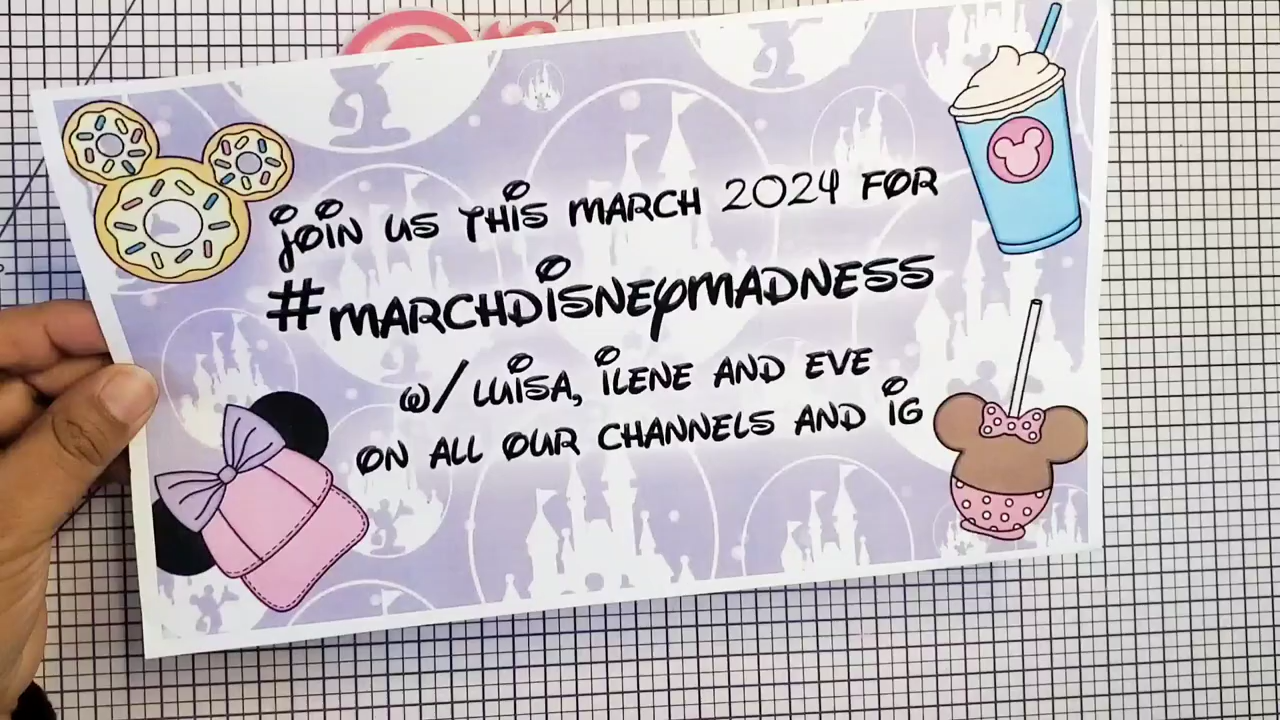 JOIN US THIS MARCH 2024 FOR
#MARCHDISNEYMADNESS
W/ LUISA, ILENE AND EVE
ON ALL OUR CHANNELS AND IG